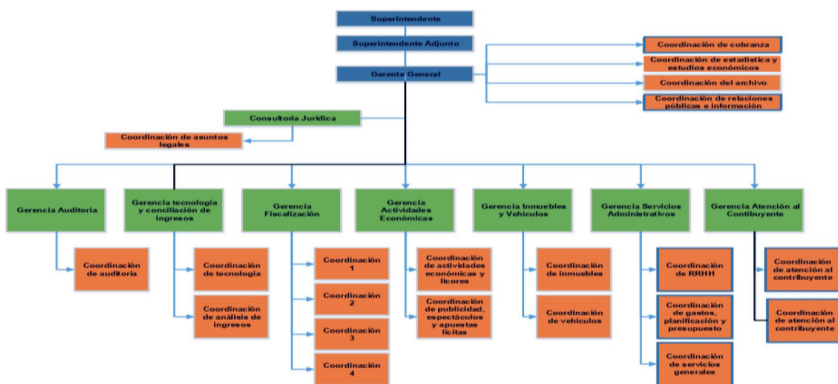 Superintendente
Superintendente Adjunto
Gerente General
Coordinación de cobranza
Coordinación de estadística y
estudios económicos
Coordinación del archivo
Coordinación de relaciones
públicas e información
Consultoría Jurídica
Coordinación de asuntos
legales
Gerencia Auditoria
Gerencia tecnología
y conciliación de
ingresos
Gerencia
Fiscalización
Gerencia
Actividades
Económicas
Gerencia Inmuebles
y Vehículos
Gerencia Servicios
Administrativos
Gerencia Atención al
Contibuyente
Coordinación
de auditoria
Coordinación
de tecnología
Coordinación
de análisis de
ingresos
Coordinación
1
Coordinación
2
Coordinación
3
Coordinación
4
Coordinación
de actividades
económicas y
licores
Coordinación
de publicidad,
espectáculos
y apuestas
lícitas
Coordinación
de inmuebles
Coordinación
de vehículos
Coordinación
de RRHH
Coordinación
de gastos,
planificación y
presupuesto
Coordinación
de servicios
generales
Coordinación
de atención al
contribuyente
Coordinación
de atención al
contribuyente